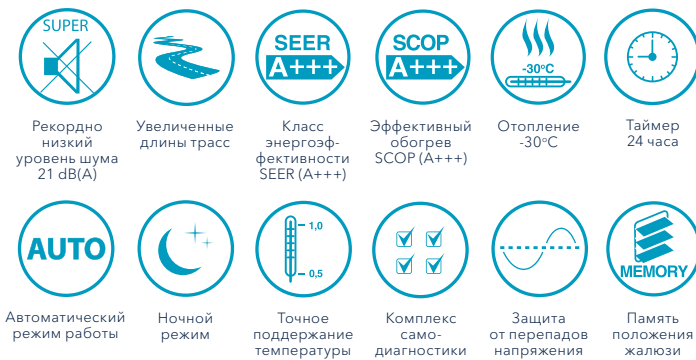 SUPER
SEER
A+++
SCOP
A+++
-30°C
Рекордно
низкий
уровень шума
21 dB(A)
Увеличенные
длины трасс
Класс
энергоэф-
фективности
SEER (A+++)
Эффективный
обогрев
SCOP (A+++)
Отопление
-30°C
Таймер
24 часа
AUTO
1,0
0,5
MEMORY
Автоматический
режим работы
Ночной
режим
Точное
поддержание
температуры
Комплекс
само-
диагностики
Защита
от перепадов
напряжения
Память
положения
жалюзи